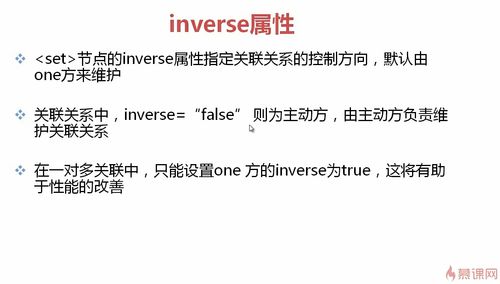 inverse属性
<set>节点的inverse属性指定关联关系的控制方向，默认由
one方来维护
关联关系中，inverse=“false” 则为主动方，由主动方负责维
护关联关系
在一对多关联中，只能设置one 方的inverse为true，这将有助
于性能的改善
慕课网